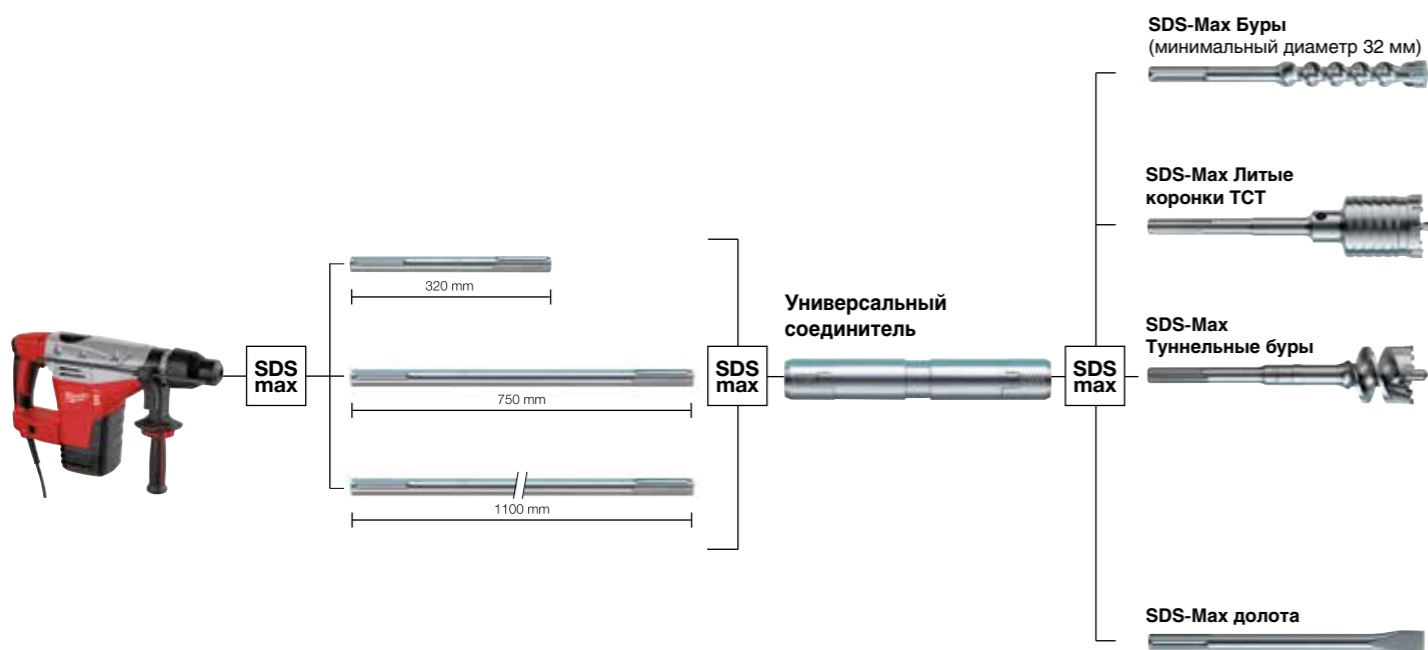 SDS-Max Буры
(минимальный диаметр 32 мм)
SDS-Max Литые
коронки ТСТ
320 mm
Универсальный
соединитель
SDS-Max
Туннельные буры
SDS
max
750 mm
SDS
max
SDS
max
1100 mm
SDS-Max долота